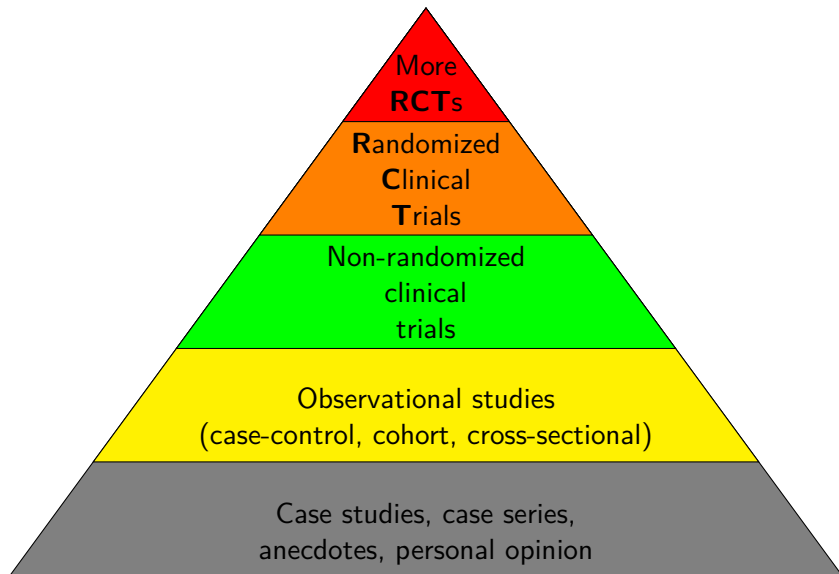 More
RCTs
Randomized
Clinical
Trials
Non-randomized
clinical
trials
Observational studies
(case-control, cohort, cross-sectional)
Case studies, case series,
anecdotes, personal opinion